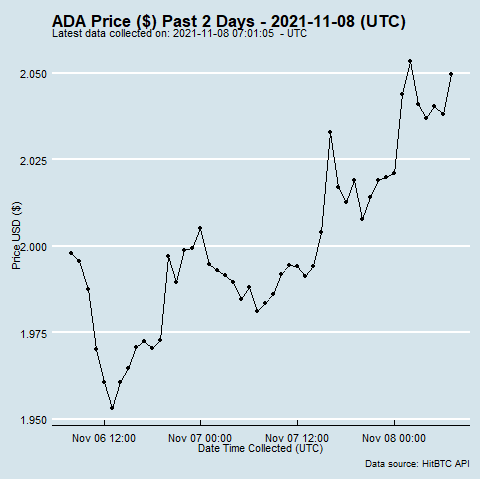 ADA Price ($) Past 2 Days - 2021-11-08 (UTC)
Latest data collected on: 2021-11-08 07:01:05 - UTC
2.050
2.025
2.000
1.975
1.950
Price USD ($)
Nov 06 12:00 Nov 07 00:00 Nov 07 12:00 Nov 08 00:00
Date Time Collected (UTC)
Data source: HitBTC API